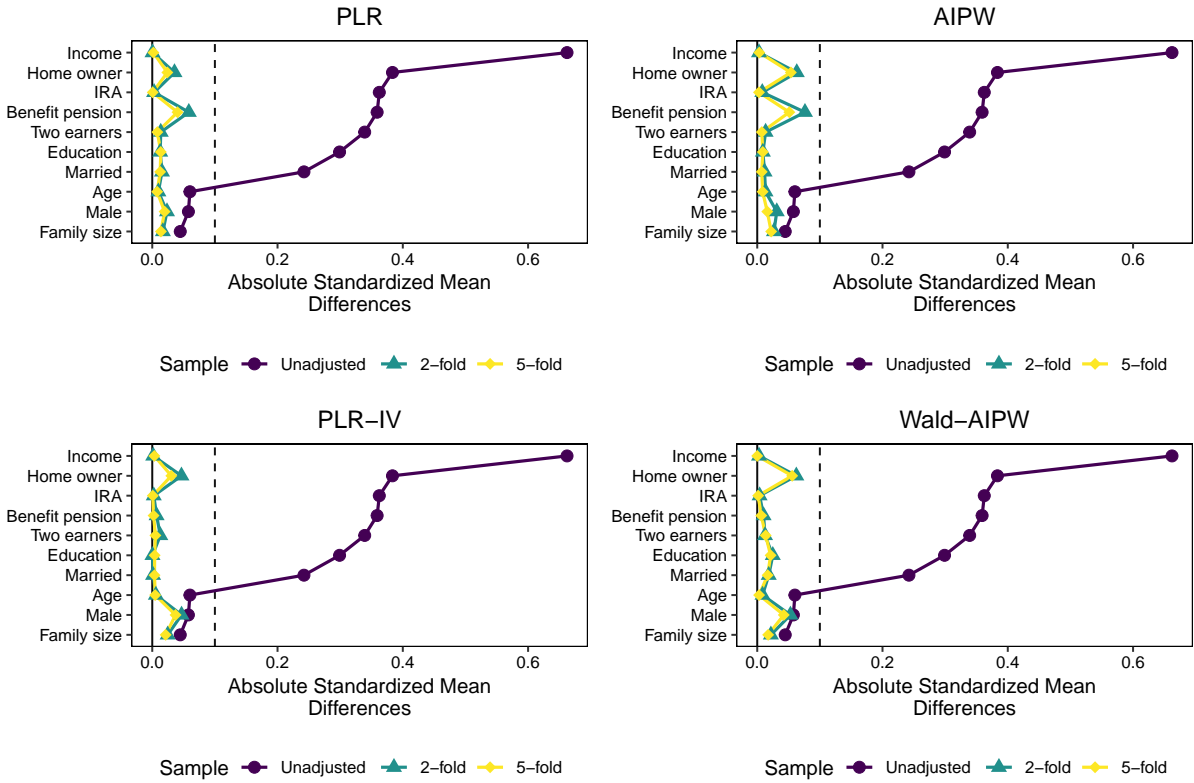 PLR
Income
Home owner
IRA
Benefit pension
Two earners
Education
Married
Age
Male
Family size
0.0 0.2 0.4 0.6
Absolute Standardized Mean
Differences
Sample Unadjusted 2−fold 5−fold
AIPW
Income
Home owner
IRA
Benefit pension
Two earners
Education
Married
Age
Male
Family size
0.0 0.2 0.4 0.6
Absolute Standardized Mean
Differences
Sample Unadjusted 2−fold 5−fold
PLR−IV
Income
Home owner
IRA
Benefit pension
Two earners
Education
Married
Age
Male
Family size
0.0 0.2 0.4 0.6
Absolute Standardized Mean
Differences
Sample Unadjusted 2−fold 5−fold
Wald−AIPW
Income
Home owner
IRA
Benefit pension
Two earners
Education
Married
Age
Male
Family size
0.0 0.2 0.4 0.6
Absolute Standardized Mean
Differences
Sample Unadjusted 2−fold 5−fold